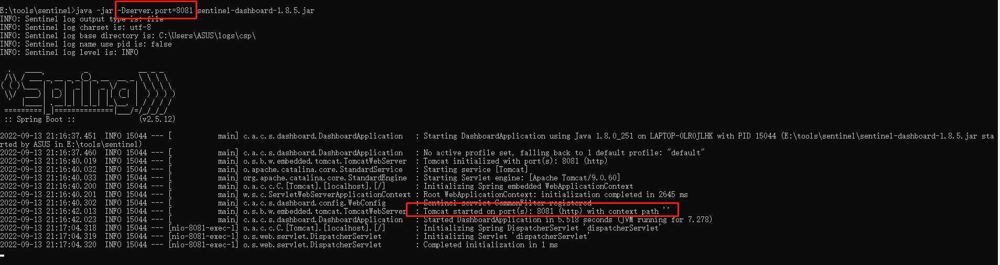 E:\tools\sentinel>java -jar -Dserver.port=8081 sentinel-dashboard-1.8.5.jar
INFO: Sentinel log output type is: file
INFO: Sentinel log charset is: utf-8
INFO: Sentinel log base directory is: C:\Users\ASUS\logs\csp\
INFO: Sentinel log name use pid is: false
INFO: Sentinel log level is: INFO
  .   ____          _            __ _ _
 /\\ / ___'_ __ _ _(_)_ __  __ _ \ \ \ \
( ( )\___ | '_ | '_| | '_ \/ _` | \ \ \ \
 \\/  ___)| |_)| | | | | || (_| |  ) ) ) )
  '  |____| .__|_| |_|_| |_\__, | / / / /
 =========|_|==============|___/=/_/_/_/
 :: Spring Boot ::               (v2.5.12)
2022-09-13 21:16:37.451  INFO 15044 --- [           main] c.a.c.s.dashboard.DashboardApplication   : Starting DashboardApplication using Java 1.8.0_251 on LAPTOP-0LR0JLHK with PID 15044 (E:\tools\sentinel\sentinel-dashboard-1.8.5.jar sta
rted by ASUS in E:\tools\sentinel)
2022-09-13 21:16:37.460  INFO 15044 --- [           main] c.a.c.s.dashboard.DashboardApplication   : No active profile set, falling back to 1 default profile: "default"
2022-09-13 21:16:40.019  INFO 15044 --- [           main] o.s.b.w.embedded.tomcat.TomcatWebServer  : Tomcat initialized with port(s): 8081 (http)
2022-09-13 21:16:40.032  INFO 15044 --- [           main] o.apache.catalina.core.StandardService   : Starting service [Tomcat]
2022-09-13 21:16:40.033  INFO 15044 --- [           main] org.apache.catalina.core.StandardEngine  : Starting Servlet engine: [Apache Tomcat/9.0.60]
2022-09-13 21:16:40.200  INFO 15044 --- [           main] o.a.c.c.C.[Tomcat].[localhost].[/]       : Initializing Spring embedded WebApplicationContext
2022-09-13 21:16:40.201  INFO 15044 --- [           main] w.s.c.ServletWebServerApplicationContext : Root WebApplicationContext: initialization completed in 2645 ms
2022-09-13 21:16:40.302  INFO 15044 --- [           main] c.a.c.s.dashboard.config.WebConfig       : Sentinel servlet CommonFilter registered
2022-09-13 21:16:42.013  INFO 15044 --- [           main] o.s.b.w.embedded.tomcat.TomcatWebServer  : Tomcat started on port(s): 8081 (http) with context path ''
2022-09-13 21:16:42.023  INFO 15044 --- [           main] c.a.c.s.dashboard.DashboardApplication   : Started DashboardApplication in 5.518 seconds (JVM running for 7.278)
2022-09-13 21:17:04.318  INFO 15044 --- [nio-8081-exec-1] o.a.c.c.C.[Tomcat].[localhost].[/]       : Initializing Spring DispatcherServlet 'dispatcherServlet'
2022-09-13 21:17:04.319  INFO 15044 --- [nio-8081-exec-1] o.s.web.servlet.DispatcherServlet        : Initializing Servlet 'dispatcherServlet'
2022-09-13 21:17:04.320  INFO 15044 --- [nio-8081-exec-1] o.s.web.servlet.DispatcherServlet        : Completed initialization in 1 ms